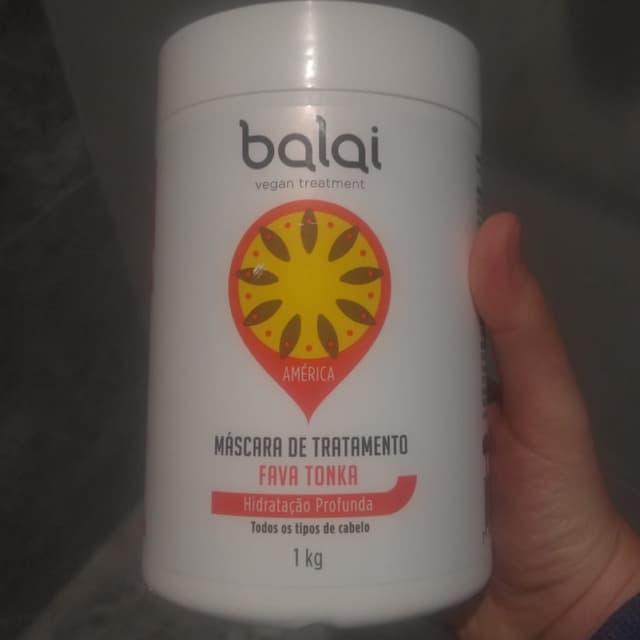 balai
vegan treatment
AMÉRICA
MÁSCARA DE TRATAMENTO
FAVA TONKA
Hidratação Profunda
Todos os tipos de cabelo
1 kg